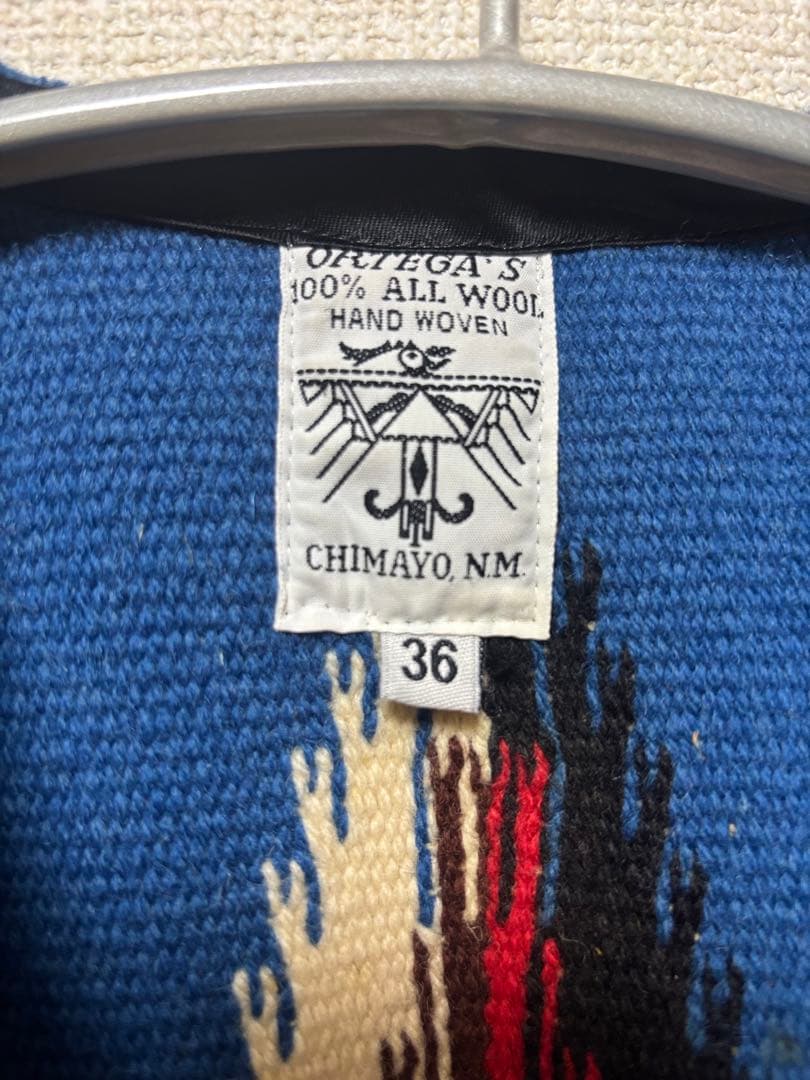 ORTEGA'S
100% ALL WOOL
HAND WOVEN
CHIMAYO, N.M.
36